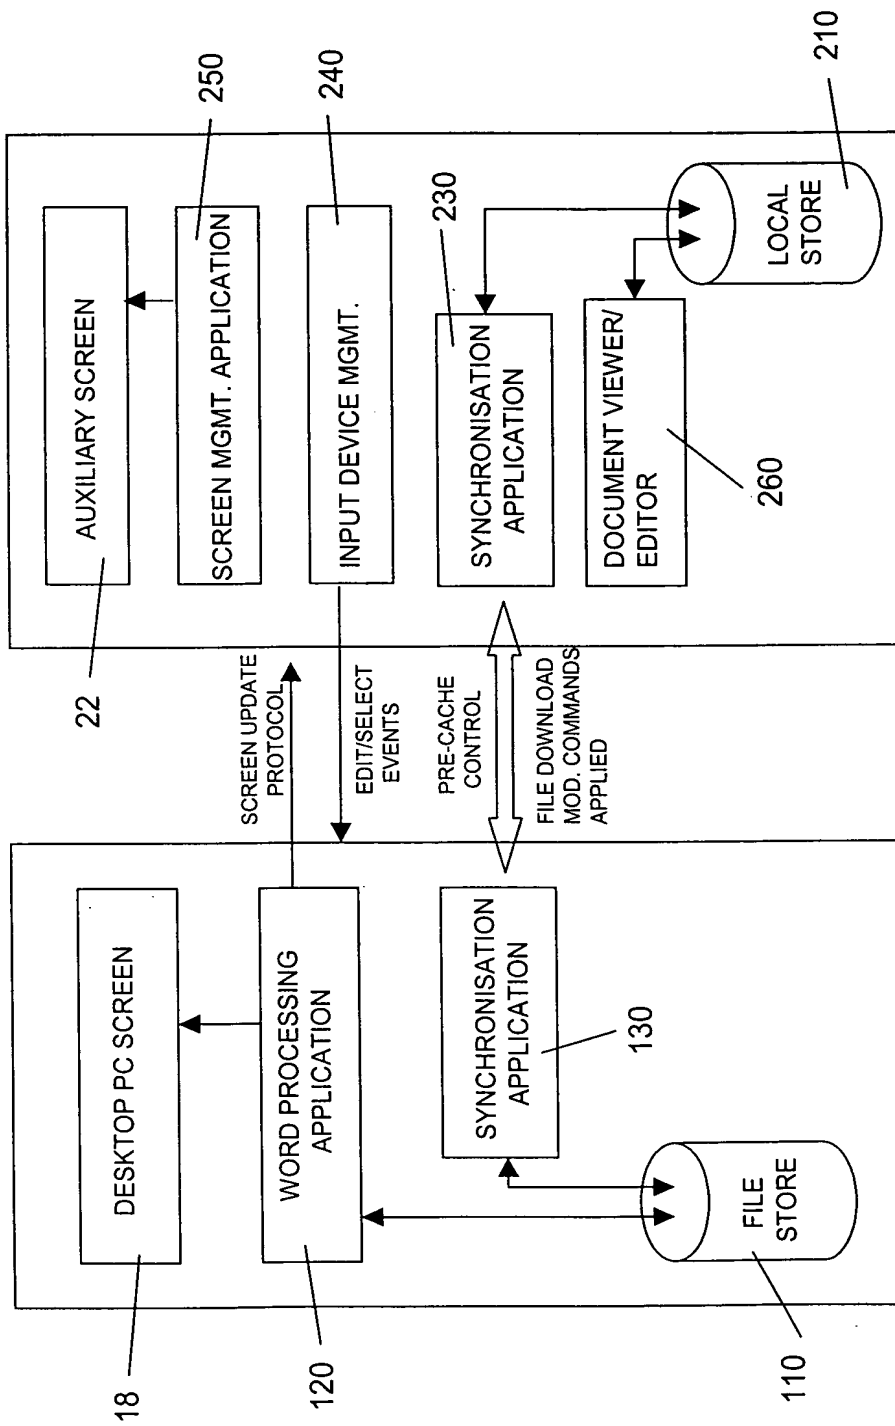 DESKTOP PC SCREEN
18
WORD PROCESSING
APPLICATION
120
SYNCHRONISATION
APPLICATION
130
FILE
STORE
110
SCREEN UPDATE
PROTOCOL
EDIT/SELECT
EVENTS
PRE-CACHE
CONTROL
FILE DOWNLOAD
MOD. COMMANDS
APPLIED
AUXILIARY SCREEN
22
SCREEN MGMT. APPLICATION
250
INPUT DEVICE MGMT.
240
SYNCHRONISATION
APPLICATION
230
DOCUMENT VIEWER/
EDITOR
260
LOCAL
STORE
210